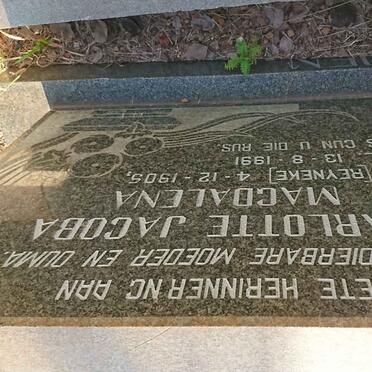 ETE HERINNERING AAN
DIERBARE MOEDER EN OUMA,
ARLOTTE JACOBA
MAGDALENA
[REYNEKE] 4-12-1905,
13-8-1991
S GUN U DIE RUS.